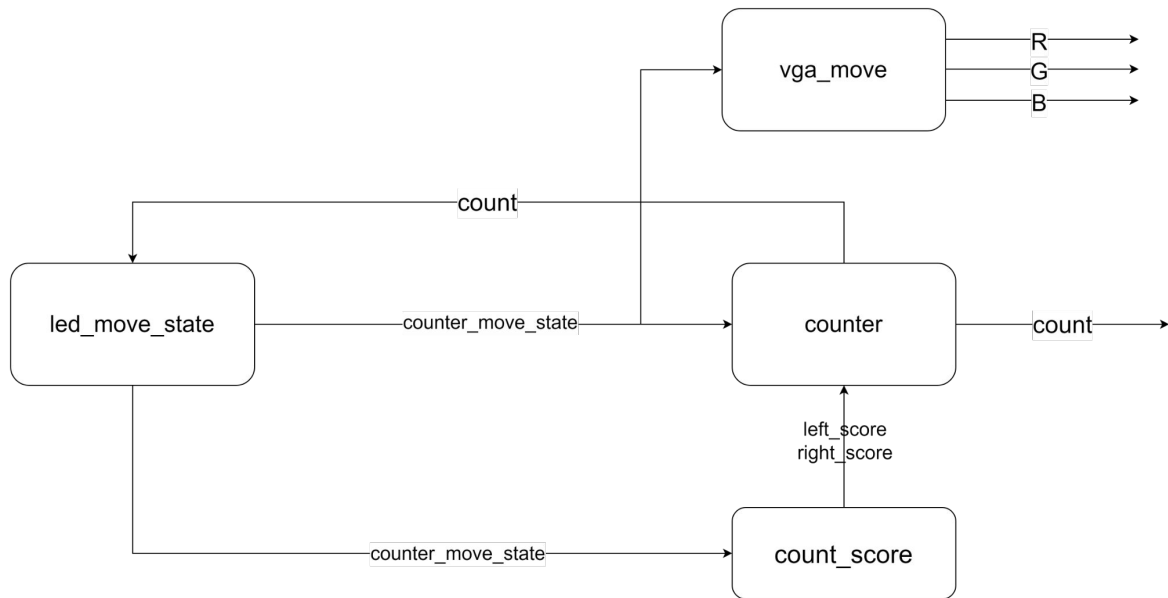 R
vga_move
G
B
count
led_move_state
counter_move_state
counter
count
left_score
right_score
counter_move_state
count_score